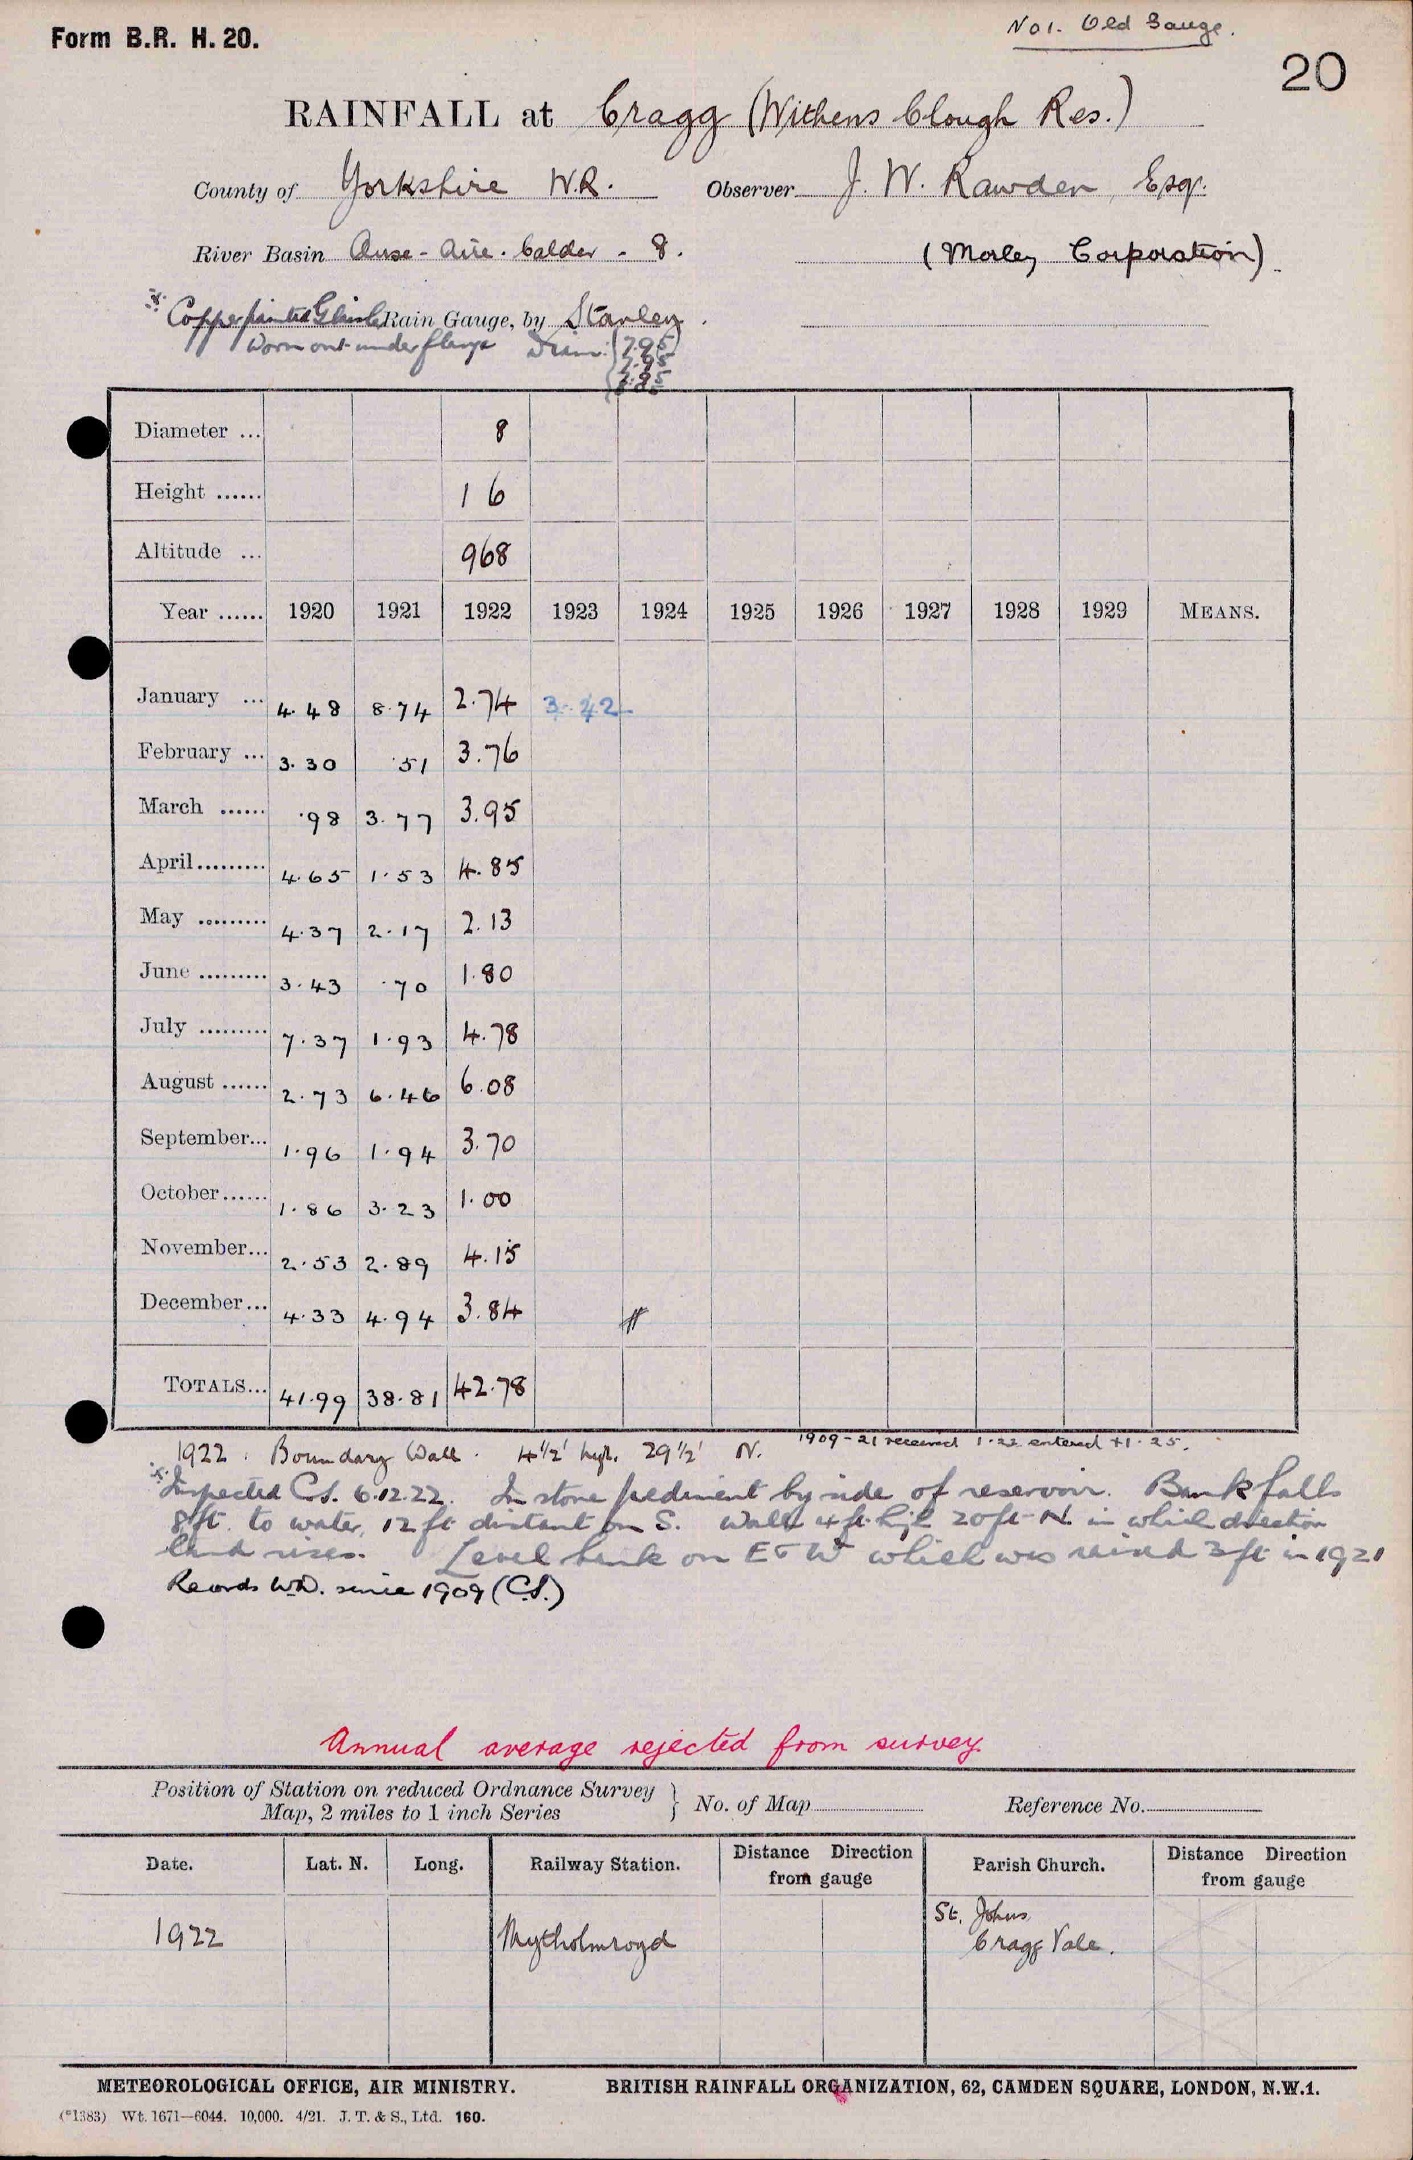 Form B.R. H. 20.
No 1. Old Gauge.
20
RAINFALL at Cragg (Withens Clough Res.)
County of Yorkshire W.R. Observer J. W. Rawden, Esqr.
River Basin Ouse - Aire. Calder - 8. (Morley Corporation).
Copper painted Rain Gauge, by Stanley.
Worn out under flange Diam: (7.95
7.95
7.95
Diameter ... 8
Height ...... 1 6
Altitude ... 968
Year ...... 1920 1921 1922 1923 1924 1925 1926 1927 1928 1929 MEANS.
January ... 4.48 8.74 2.74 3.42
February ... 3.30 .51 3.76
March ...... .98 3.77 3.95
April......... 4.65 1.53 4.85
May ......... 4.37 2.17 2.13
June ......... 3.43 .70 1.80
July ......... 7.37 1.93 4.78
August ...... 2.73 6.46 6.08
September... 1.96 1.94 3.70
October...... 1.86 3.23 1.00
November... 2.53 2.89 4.15
December... 4.33 4.94 3.84
TOTALS... 41.99 38.81 42.78
1922. Boundary Wall. 4½' high. 29½' N. 1909-21 received 1.22 entered 1.25.
Inspected C.S. 6.12.22. In stone pediment by side of reservoir. Bank falls
8ft. to water, 12 ft distant on S. Wall 4 ft high 20ft N. in which direction
land rises. Level bank on E & W which was raised 3ft in 1921
Records W.D. since 1909 (C.S.)
Annual average rejected from survey.
Position of Station on reduced Ordnance Survey
Map, 2 miles to 1 inch Series } No. of Map Reference No.
Date. Lat. N. Long. Railway Station. Distance Direction from gauge Parish Church. Distance Direction from gauge
1922 Mytholmroyd St. Johns
Cragg Vale.
METEOROLOGICAL OFFICE, AIR MINISTRY. BRITISH RAINFALL ORGANIZATION, 62, CAMDEN SQUARE, LONDON, N.W.1.
(*1383) Wt. 1671—6044. 10,000. 4/21. J. T. & S., Ltd. 160.